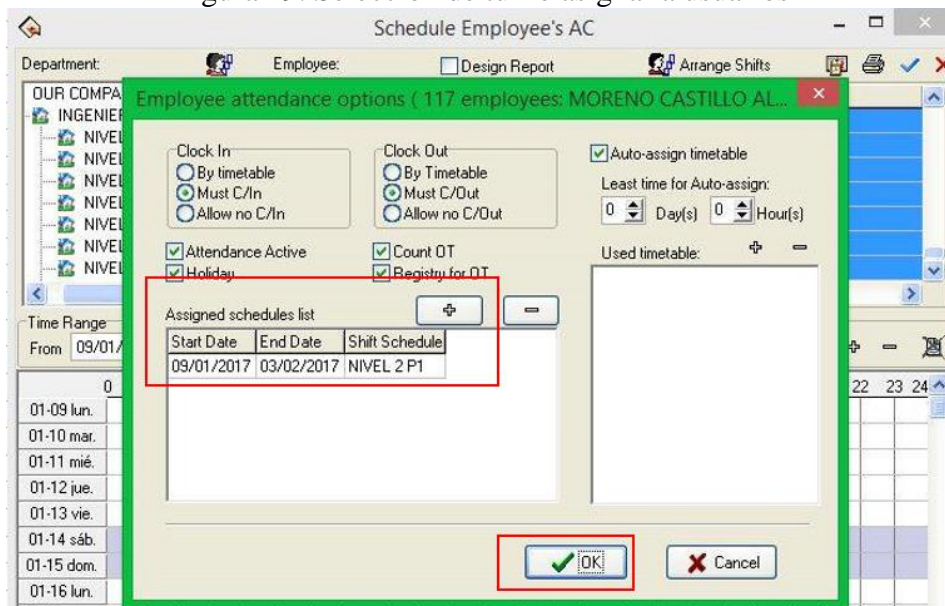 Schedule Employee's AC
Department:
Employee:
Design Report
Arrange Shifts
OUR COMPA
INGENIER
NIVEL
NIVEL
NIVEL
NIVEL
NIVEL
NIVEL
NIVEL
Time Range
From 09/01/
Employee attendance options ( 117 employees: MORENO CASTILLO AL...
Clock In
By timetable
Must C/In
Allow no C/In
Clock Out
By Timetable
Must C/Out
Allow no C/Out
Auto-assign timetable
Least time for Auto-assign:
0 Day(s) 0 Hour(s)
Attendance Active
Count OT
Holiday
Registry for OT
Used timetable:
Assigned schedules list
Start Date End Date Shift Schedule
09/01/2017 03/02/2017 NIVEL 2 P1
OK
Cancel
0 22 23 24
01-09 lun.
01-10 mar.
01-11 mié.
01-12 jue.
01-13 vie.
01-14 sáb.
01-15 dom.
01-16 lun.